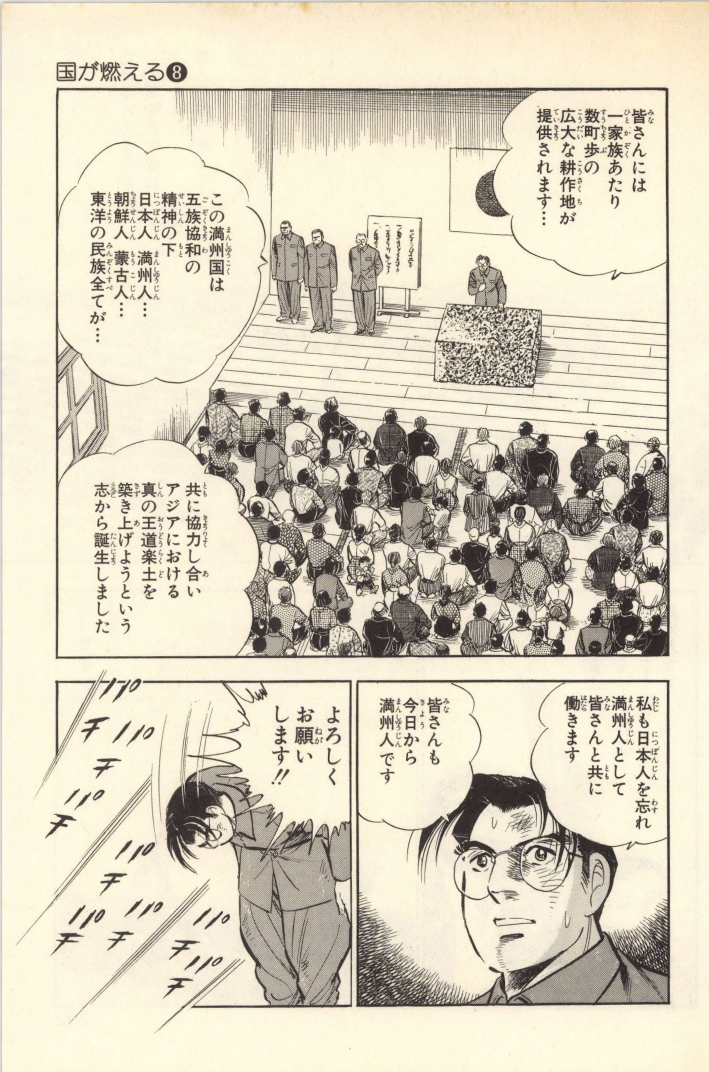 国が燃える❽
皆さんには
一家族あたり
数町歩の
広大な耕作地が
提供されます…
この満州国は
五族協和の
精神の下
日本人 満州人…
朝鮮人 蒙古人…
東洋の民族全てが…
共に協力し合い
アジアにおける
真の王道楽土を
築き上げようという
志から誕生しました
私も日本人を忘れ
満州人として
皆さんと共に
働きます
皆さんも
今日から
満州人です
よろしく
お願い
します!!
パチ
パチ
パチ
パチ
パチ
パチ
パチ
パチ
パチ